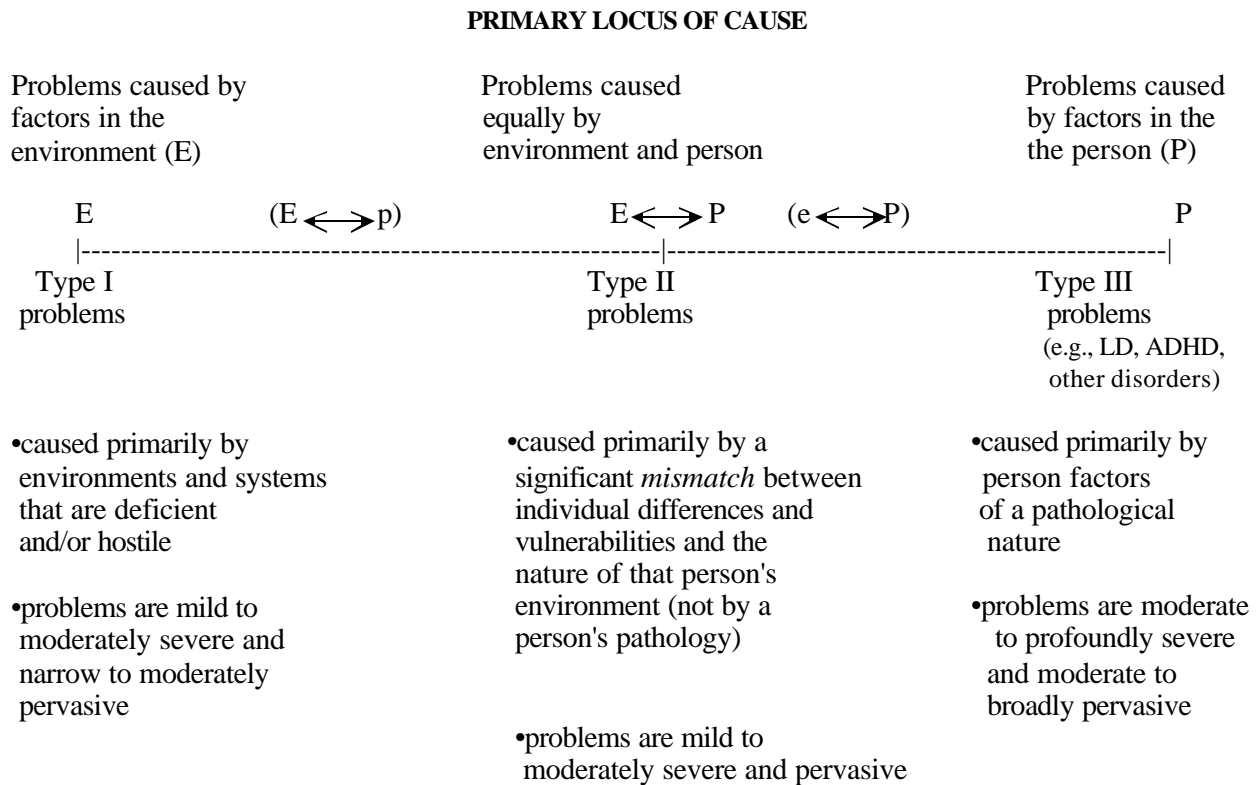 PRIMARY LOCUS OF CAUSE
Problems caused by
factors in the
environment (E)
Problems caused
equally by
environment and person
Problems caused
by factors in the
the person (P)
E (E ⟷ p) E ⟷ P (e ⟷ P) P
|------------------------------------------------|------------------------------------------|
Type I
problems
Type II
problems
Type III
problems
(e.g., LD, ADHD,
other disorders)
•caused primarily by
environments and systems
that are deficient
and/or hostile
•problems are mild to
moderately severe and
narrow to moderately
pervasive
•caused primarily by a
significant mismatch between
individual differences and
vulnerabilities and the
nature of that person's
environment (not by a
person's pathology)
•problems are mild to
moderately severe and pervasive
•caused primarily by
person factors
of a pathological
nature
•problems are moderate
to profoundly severe
and moderate to
broadly pervasive